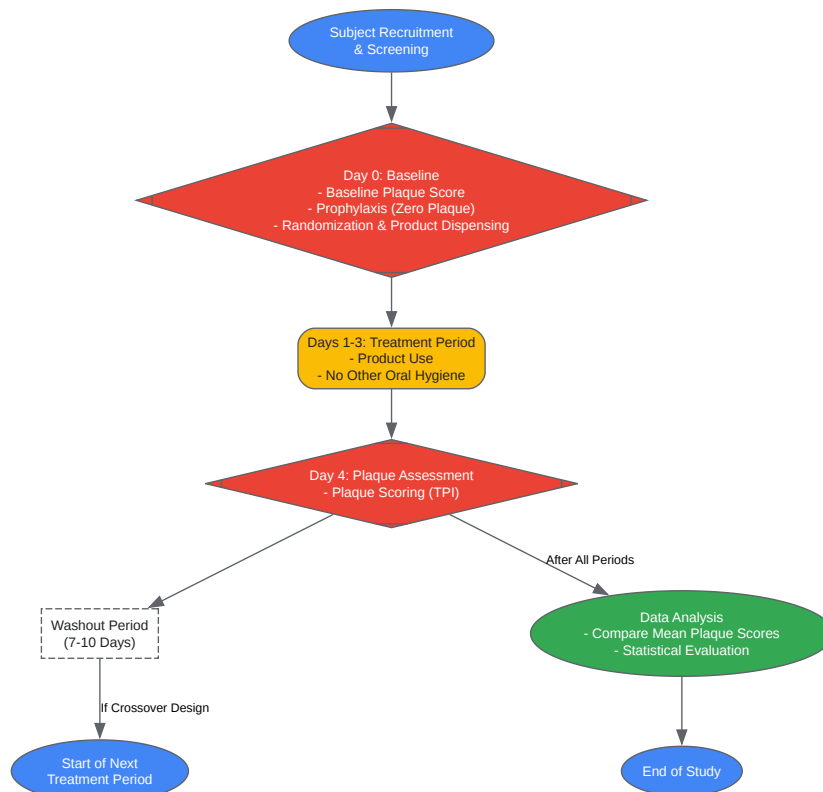 Subject Recruitment
& Screening
Day 0: Baseline
- Baseline Plaque Score
- Prophylaxis (Zero Plaque)
- Randomization & Product Dispensing
Days 1-3: Treatment Period
- Product Use
- No Other Oral Hygiene
Day 4: Plaque Assessment
- Plaque Scoring (TPI)
After All Periods
Washout Period
(7-10 Days)
Data Analysis
- Compare Mean Plaque Scores
- Statistical Evaluation
If Crossover Design
Start of Next
Treatment Period
End of Study